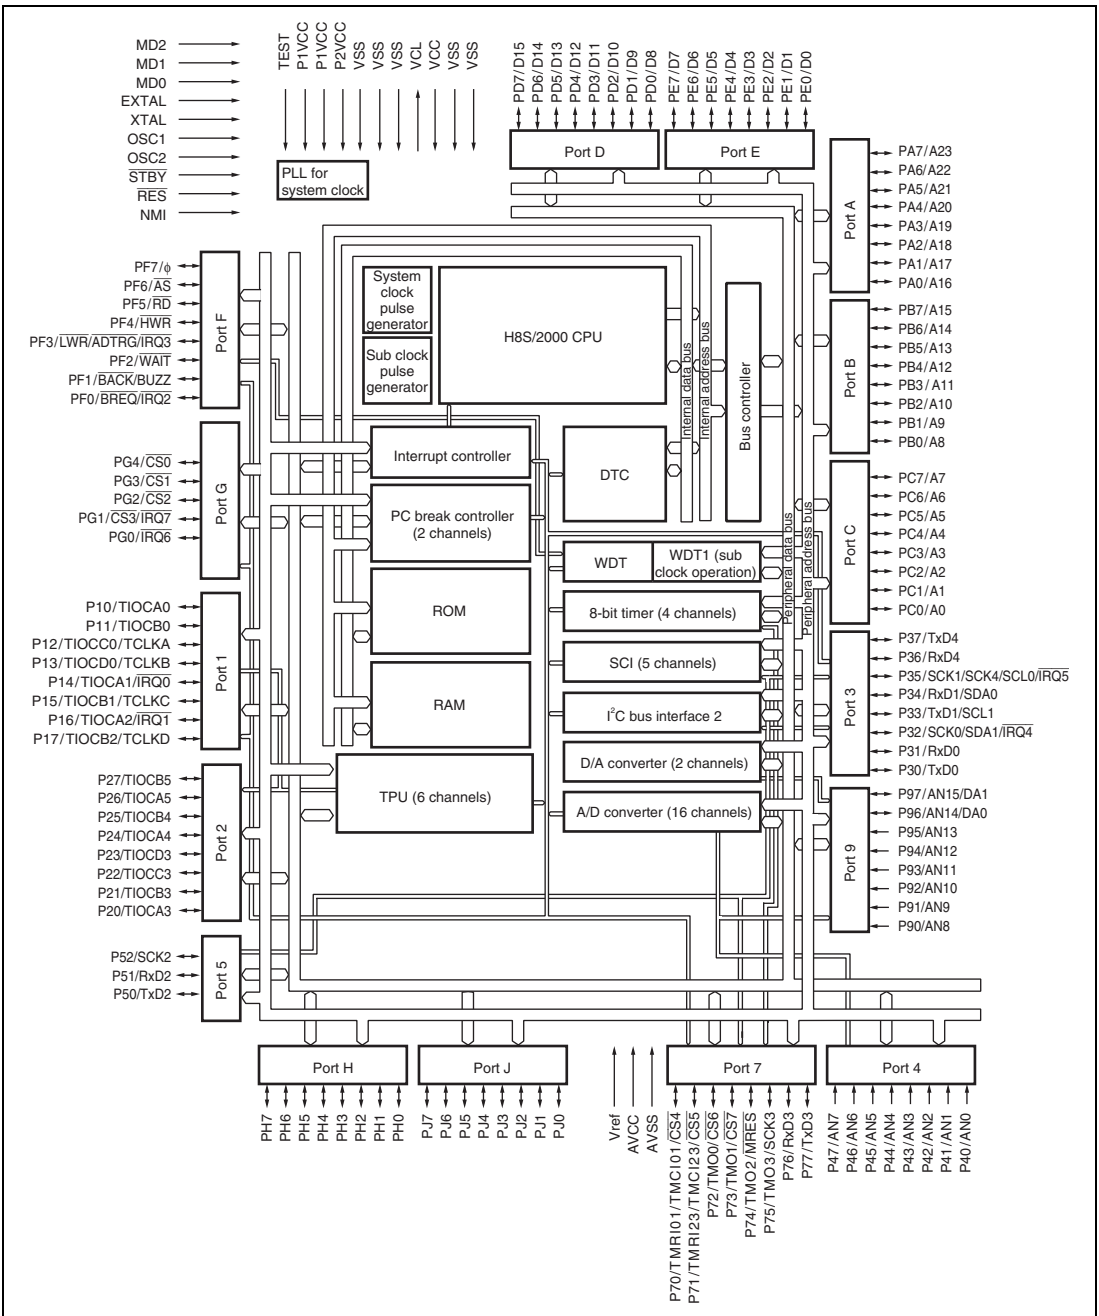 MD2
MD1
MD0
EXTAL
XTAL
OSC1
OSC2
STBY
RES
NMI
TEST
P1VCC
P1VCC
P2VCC
VSS
VSS
VSS
VCL
VCC
VSS
VSS
PLL for
system clock
PD7/D15
PD6/D14
PD5/D13
PD4/D12
PD3/D11
PD2/D10
PD1/D9
PD0/D8
PE7/D7
PE6/D6
PE5/D5
PE4/D4
PE3/D3
PE2/D2
PE1/D1
PE0/D0
Port D
Port E
Port A
PA7/A23
PA6/A22
PA5/A21
PA4/A20
PA3/A19
PA2/A18
PA1/A17
PA0/A16
PF7/ϕ
PF6/AS
PF5/RD
PF4/HWR
PF3/LWR/ADTRG/IRQ3
PF2/WAIT
PF1/BACK/BUZZ
PF0/BREQ/IRQ2
Port F
System
clock
pulse
generator
Sub clock
pulse
generator
H8S/2000 CPU
Internal data bus
Internal address bus
Bus controller
Port B
PB7/A15
PB6/A14
PB5/A13
PB4/A12
PB3/A11
PB2/A10
PB1/A9
PB0/A8
PG4/CS0
PG3/CS1
PG2/CS2
PG1/CS3/IRQ7
PG0/IRQ6
Port G
Interrupt controller
PC break controller
(2 channels)
DTC
Peripheral data bus
Peripheral address bus
Port C
PC7/A7
PC6/A6
PC5/A5
PC4/A4
PC3/A3
PC2/A2
PC1/A1
PC0/A0
WDT
WDT1 (sub
clock operation)
P10/TIOCA0
P11/TIOCB0
P12/TIOCC0/TCLKA
P13/TIOCD0/TCLKB
P14/TIOCA1/IRQ0
P15/TIOCB1/TCLKC
P16/TIOCA2/IRQ1
P17/TIOCB2/TCLKD
Port 1
ROM
RAM
8-bit timer (4 channels)
SCI (5 channels)
I²C bus interface 2
D/A converter (2 channels)
A/D converter (16 channels)
Port 3
P37/TxD4
P36/RxD4
P35/SCK1/SCK4/SCL0/IRQ5
P34/RxD1/SDA0
P33/TxD1/SCL1
P32/SCK0/SDA1/IRQ4
P31/RxD0
P30/TxD0
P27/TIOCB5
P26/TIOCA5
P25/TIOCB4
P24/TIOCA4
P23/TIOCD3
P22/TIOCC3
P21/TIOCB3
P20/TIOCA3
Port 2
TPU (6 channels)
Port 9
P97/AN15/DA1
P96/AN14/DA0
P95/AN13
P94/AN12
P93/AN11
P92/AN10
P91/AN9
P90/AN8
P52/SCK2
P51/RxD2
P50/TxD2
Port 5
Port H
Port J
Port 7
Port 4
PH7
PH6
PH5
PH4
PH3
PH2
PH1
PH0
PJ7
PJ6
PJ5
PJ4
PJ3
PJ2
PJ1
PJ0
Vref
AVCC
AVSS
P70/TMRI01/TMCI01/CS4
P71/TMRI23/TMCI23/CS5
P72/TMO0/CS6
P73/TMO1/CS7
P74/TMO2/MRES
P75/TMO3/SCK3
P76/RxD3
P77/TxD3
P47/AN7
P46/AN6
P45/AN5
P44/AN4
P43/AN3
P42/AN2
P41/AN1
P40/AN0